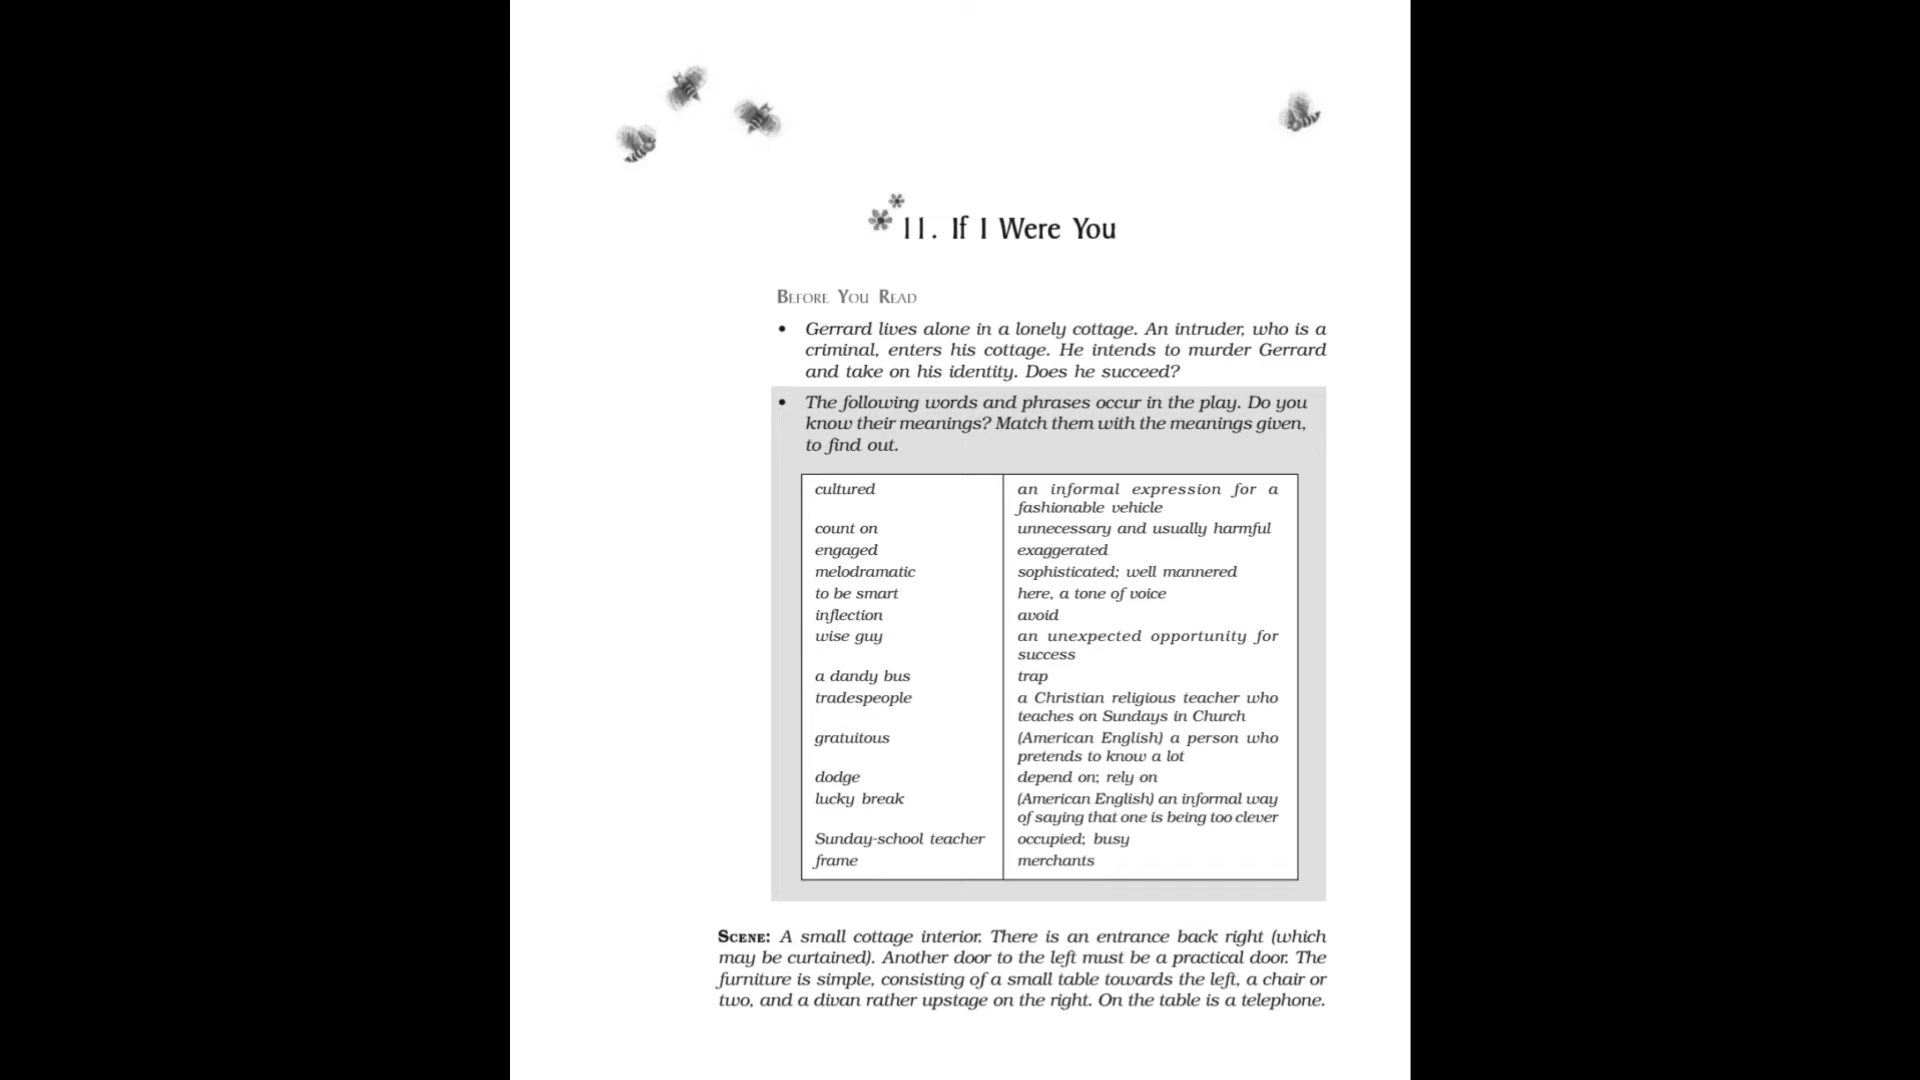 11. If I Were You
BEFORE YOU READ
• Gerrard lives alone in a lonely cottage. An intruder, who is a
criminal, enters his cottage. He intends to murder Gerrard
and take on his identity. Does he succeed?
• The following words and phrases occur in the play. Do you
know their meanings? Match them with the meanings given,
to find out.
cultured an informal expression for a
fashionable vehicle
count on unnecessary and usually harmful
engaged exaggerated
melodramatic sophisticated; well mannered
to be smart here, a tone of voice
inflection avoid
wise guy an unexpected opportunity for
success
a dandy bus trap
tradespeople a Christian religious teacher who
teaches on Sundays in Church
gratuitous (American English) a person who
pretends to know a lot
dodge depend on; rely on
lucky break (American English) an informal way
of saying that one is being too clever
Sunday-school teacher occupied; busy
frame merchants
SCENE: A small cottage interior. There is an entrance back right (which
may be curtained). Another door to the left must be a practical door. The
furniture is simple, consisting of a small table towards the left, a chair or
two, and a divan rather upstage on the right. On the table is a telephone.